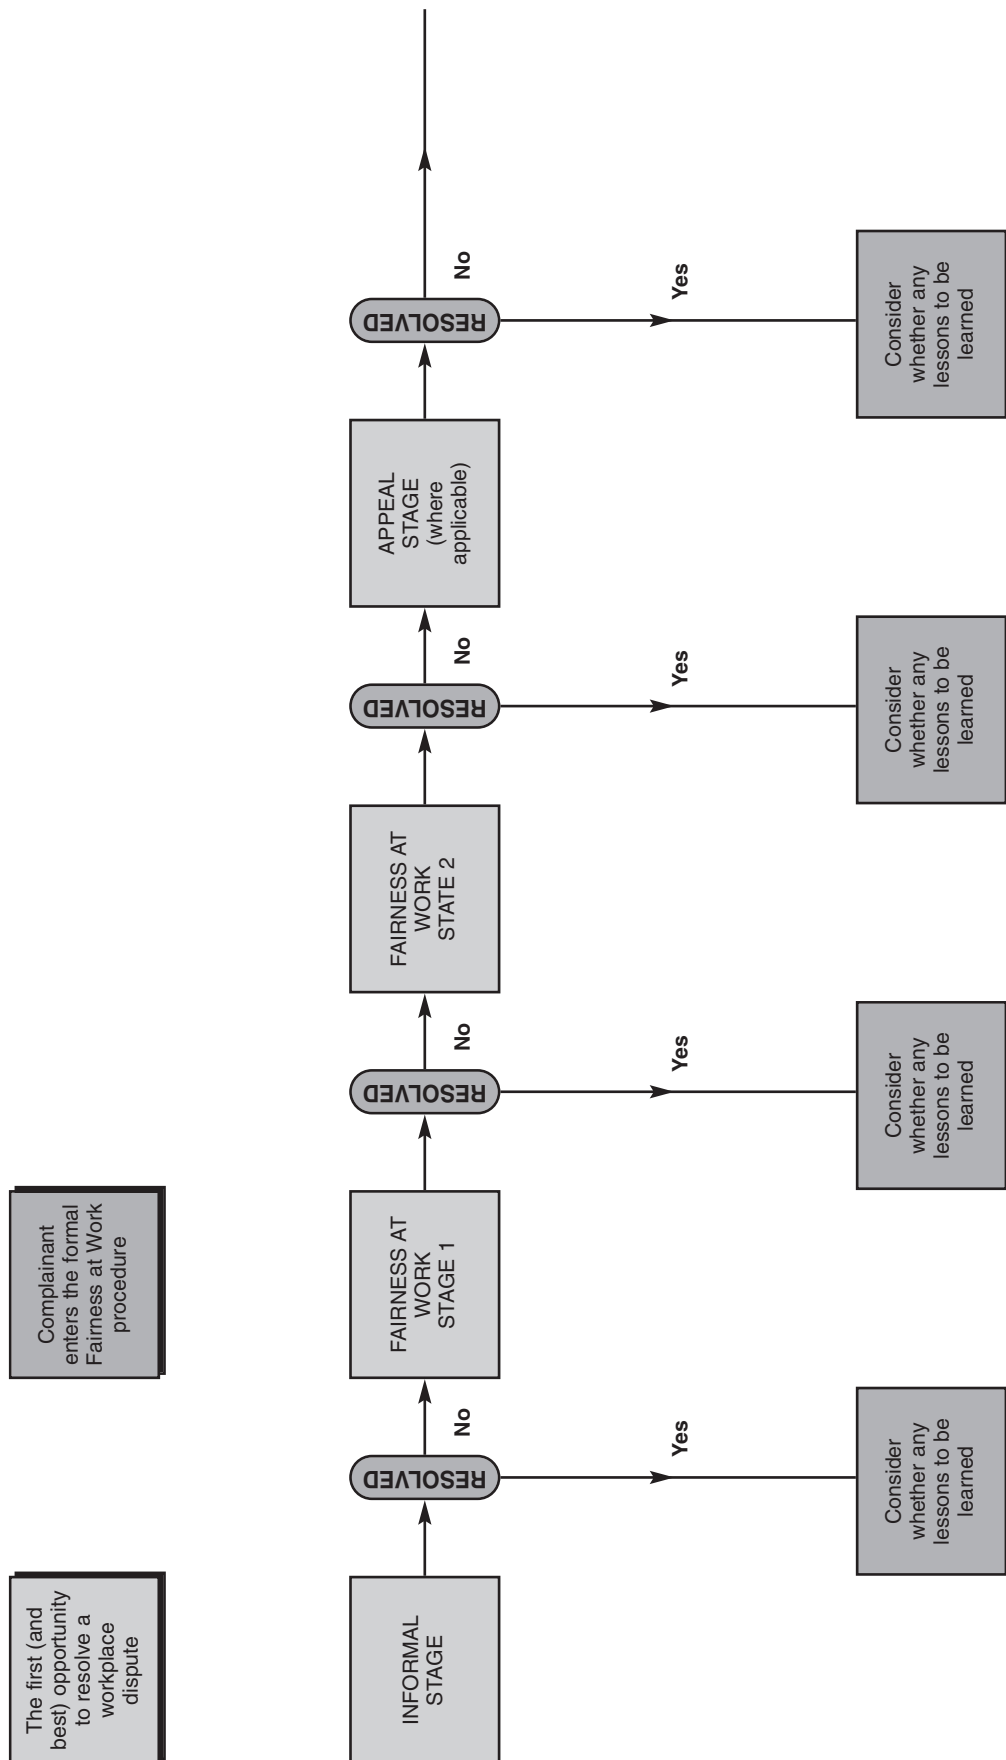 The first (and
best) opportunity
to resolve a
workplace
dispute
Complainant
enters the formal
Fairness at Work
procedure
INFORMAL
STAGE
RESOLVED
No
FAIRNESS AT
WORK
STAGE 1
RESOLVED
No
FAIRNESS AT
WORK
STATE 2
RESOLVED
No
APPEAL
STAGE
(where
applicable)
RESOLVED
No
Yes
Yes
Yes
Yes
Consider
whether any
lessons to be
learned
Consider
whether any
lessons to be
learned
Consider
whether any
lessons to be
learned
Consider
whether any
lessons to be
learned